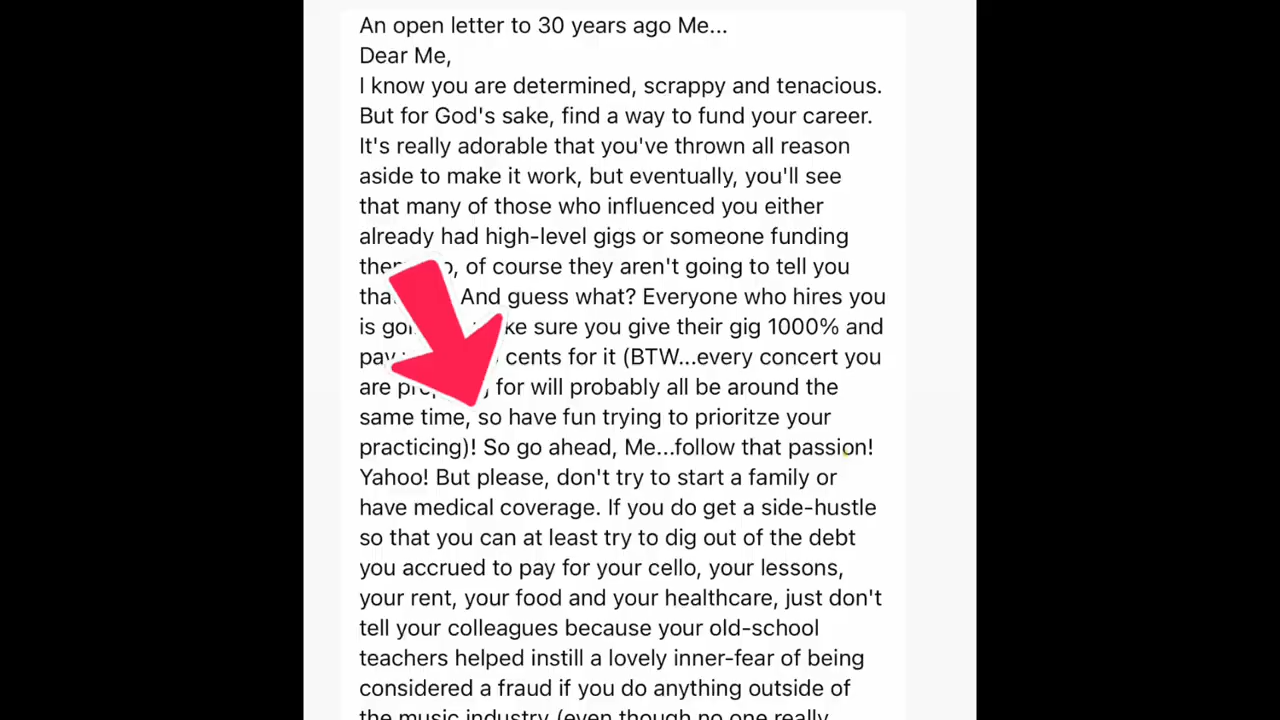 An open letter to 30 years ago Me...
Dear Me,
I know you are determined, scrappy and tenacious.
But for God's sake, find a way to fund your career.
It's really adorable that you've thrown all reason
aside to make it work, but eventually, you'll see
that many of those who influenced you either
already had high-level gigs or someone funding
of course they aren't going to tell you
And guess what? Everyone who hires you
is sure you give their gig 1000% and
cents for it (BTW...every concert you
are for will probably all be around the
same time, so have fun trying to prioritze your
practicing)! So go ahead, Me...follow that passion!
Yahoo! But please, don't try to start a family or
have medical coverage. If you do get a side-hustle
so that you can at least try to dig out of the debt
you accrued to pay for your cello, your lessons,
your rent, your food and your healthcare, just don't
tell your colleagues because your old-school
teachers helped instill a lovely inner-fear of being
considered a fraud if you do anything outside of
the music industry (even though no one really